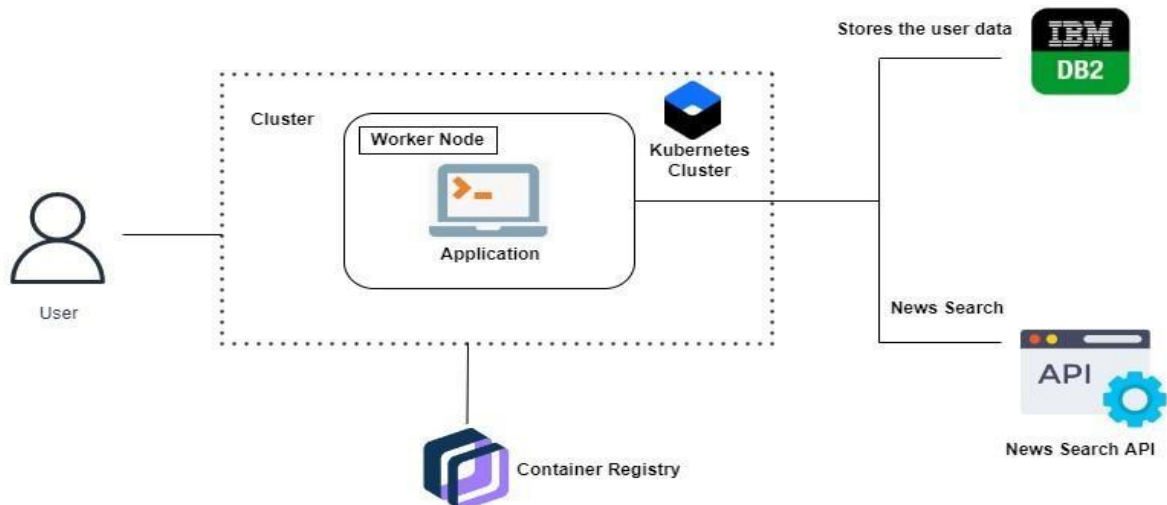 Stores the user data
IBM
DB2
Cluster
Worker Node
Kubernetes
Cluster
Application
User
News Search
API
News Search API
Container Registry